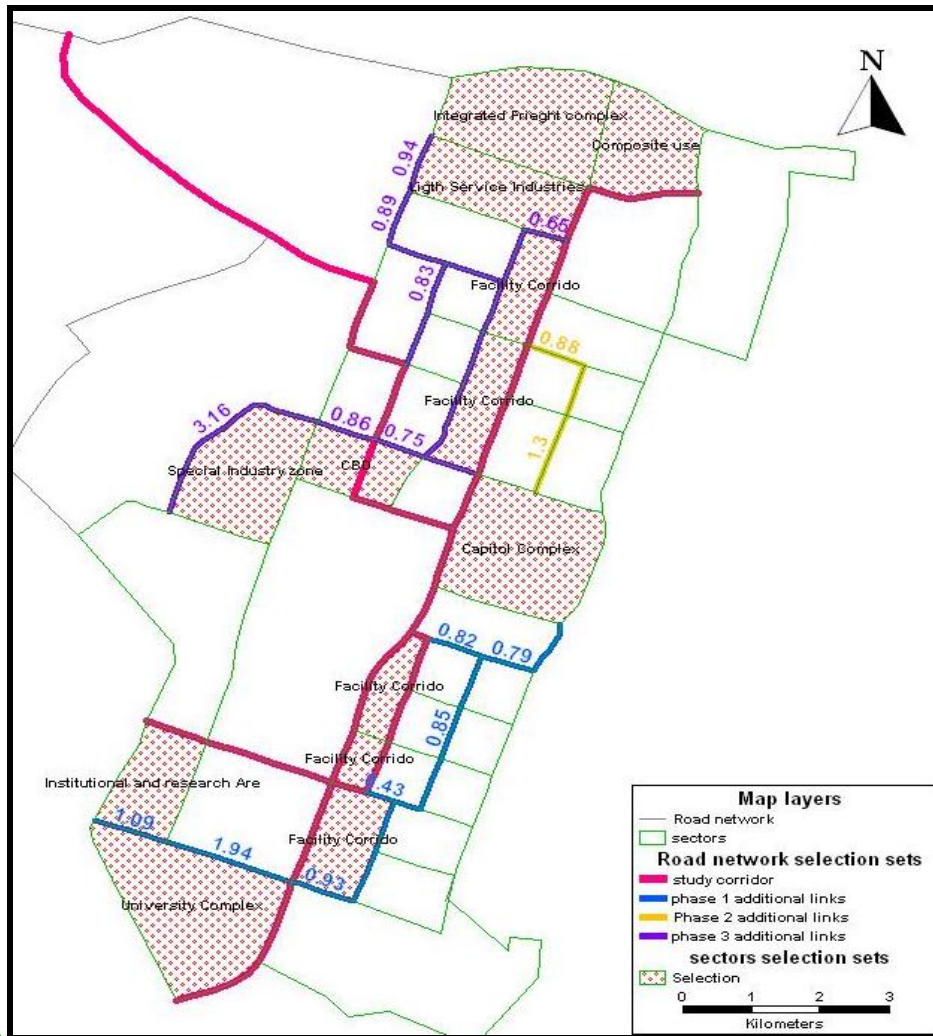 N
Integrated Frieght complex
Composite use
0.94
Ligth Service Industries
0.89
0.65
0.83
Facility Corrido
0.88
Facility Corrido
3.16
0.86
0.75
1.3
CBD
Special Industry zone
Capitol Complex
0.82
0.79
Facility Corrido
0.85
Facility Corrido
Institutional and research Are
0.43
1.09
1.94
Facility Corrido
0.93
University Complex
Map layers
Road network
sectors
Road network selection sets
study corridor
phase 1 additional links
Phase 2 additional links
phase 3 additional links
sectors selection sets
Selection
0 1 2 3
Kilometers